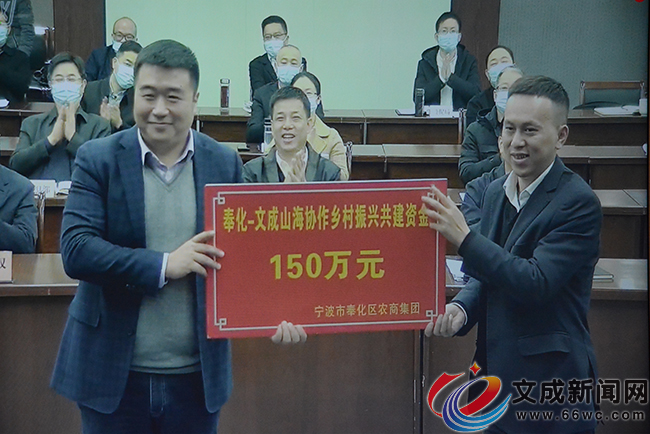 奉化-文成山海协作乡村振兴共建资金
150万元
宁波市奉化区农商集团
文成新闻网
www.66wc.com